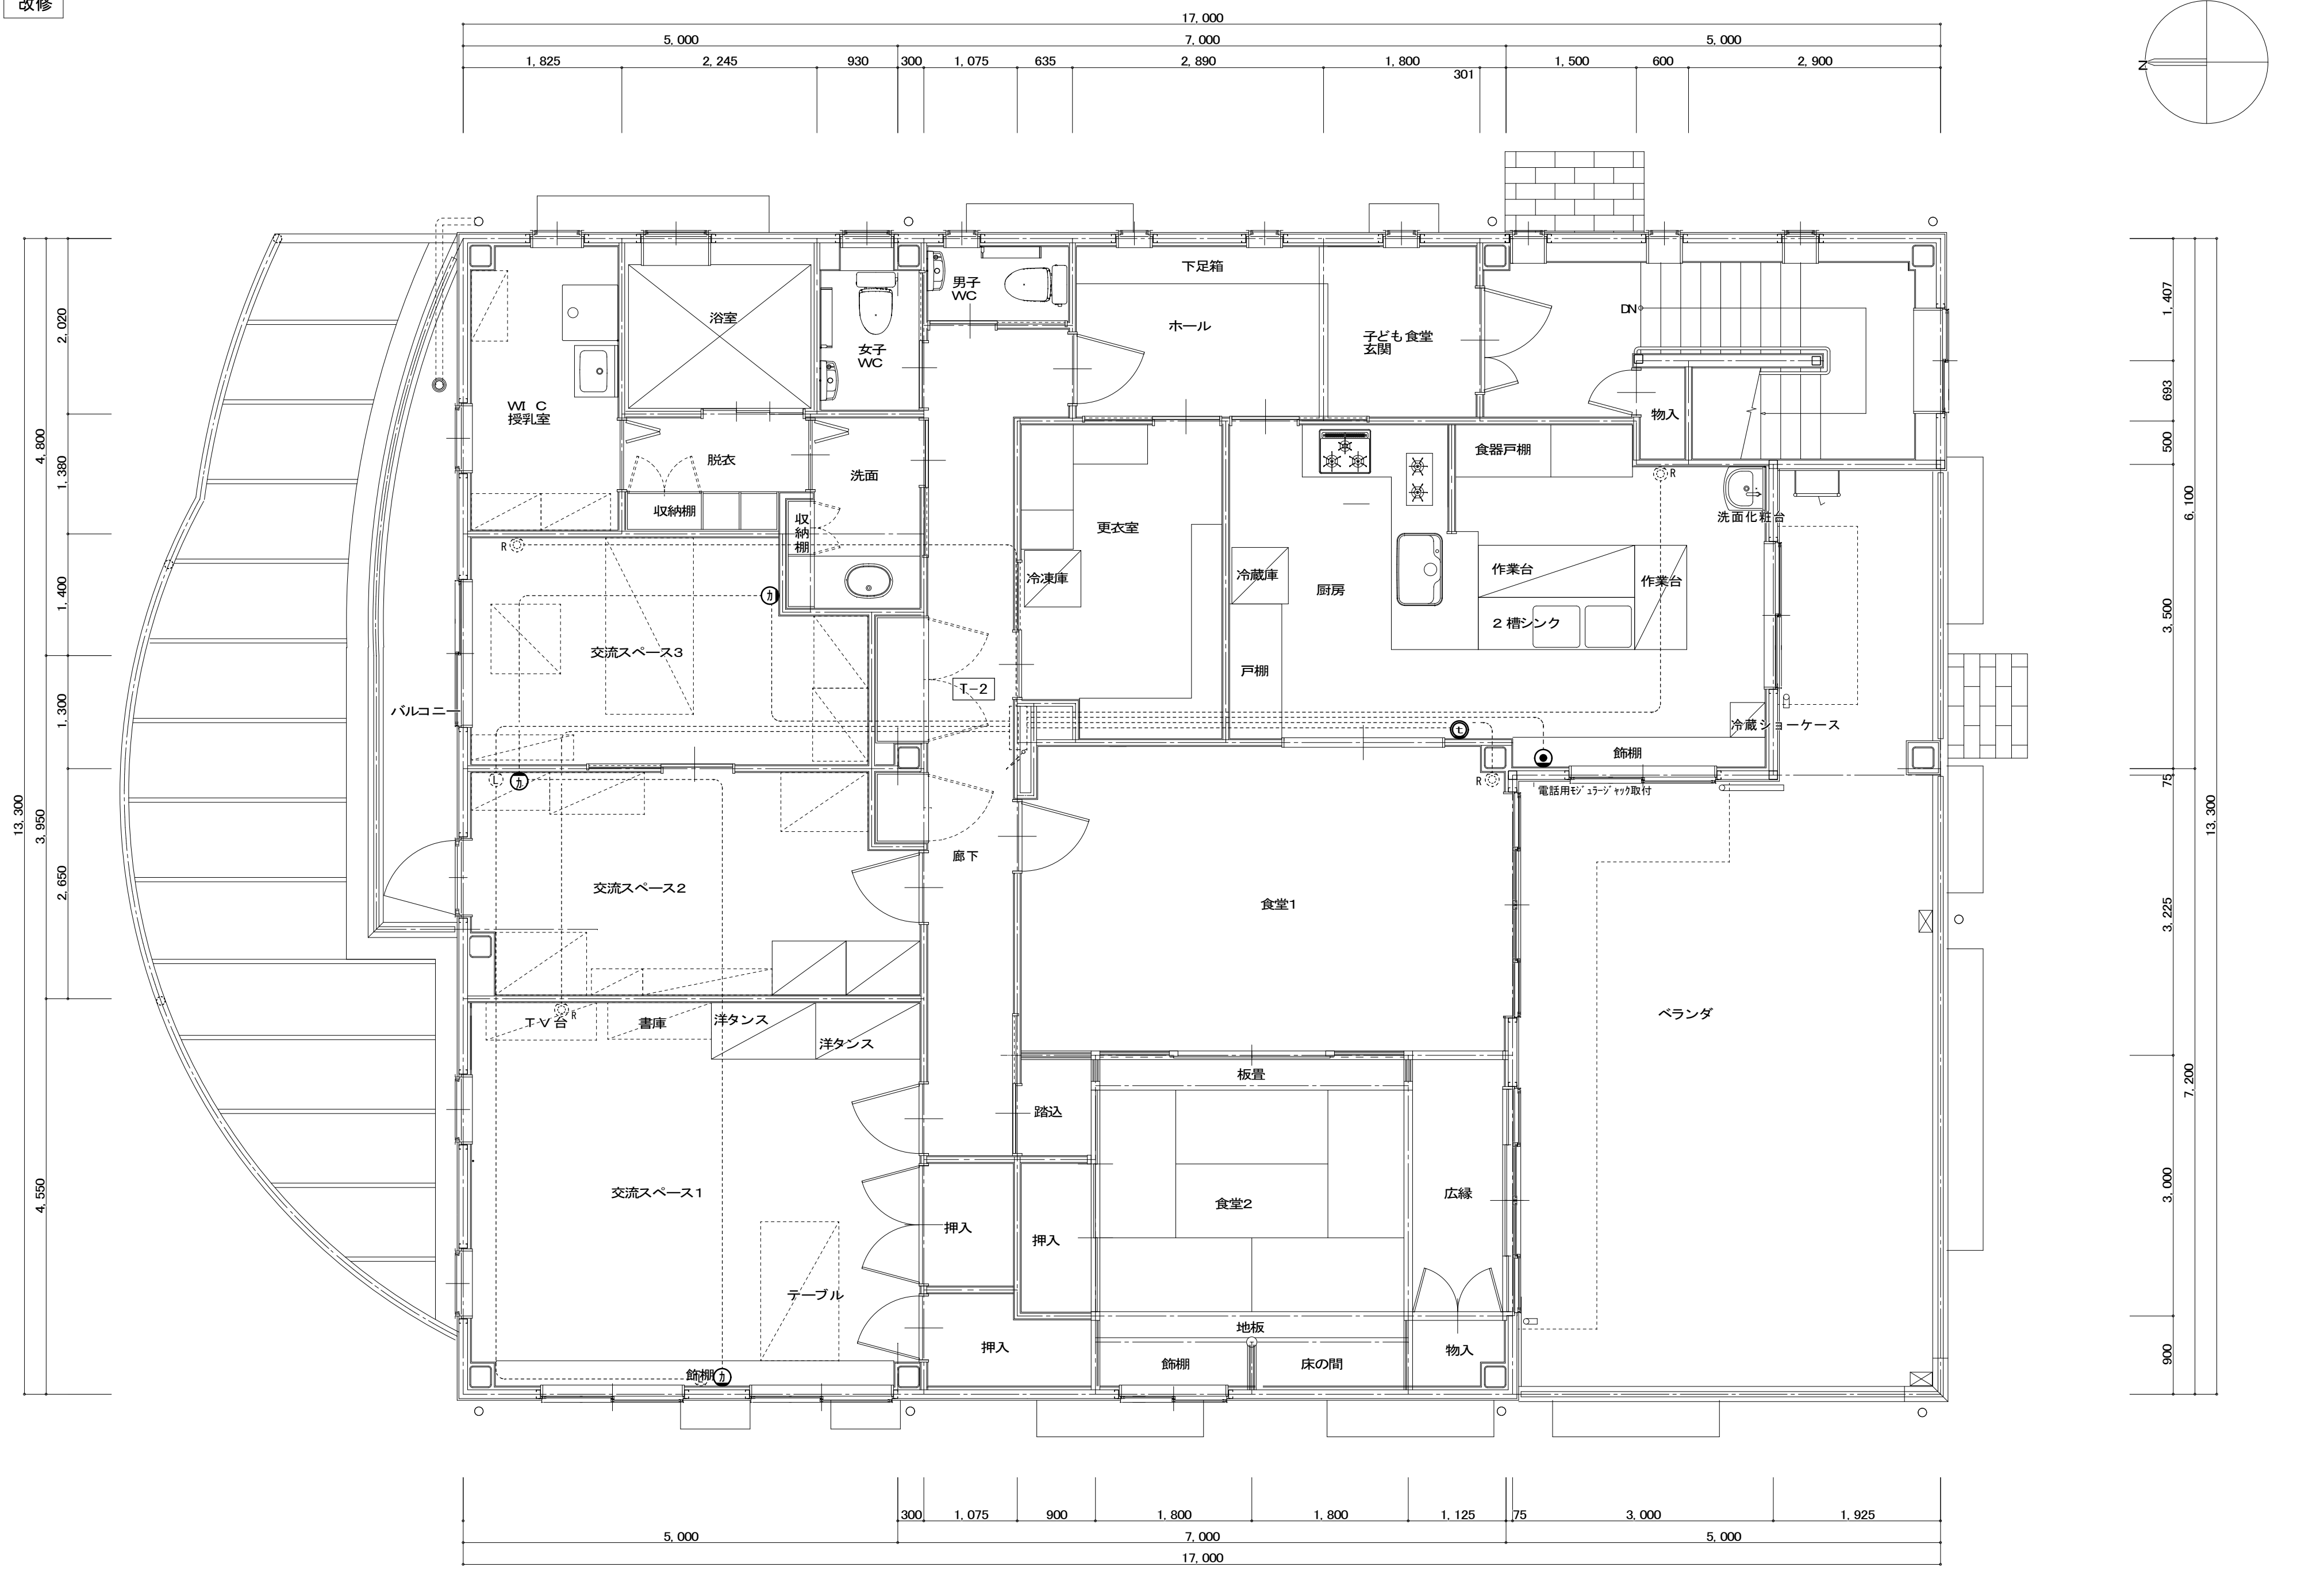 改修
17,000
5,000
7,000
5,000
1,825
2,245
930
300
1,075
635
2,890
1,800
301
1,500
600
2,900
N
下足箱
男子
WC
ホール
浴室
女子
WC
子ども食堂
玄関
DN
WIC
授乳室
物入
脱衣
洗面
食器戸棚
収納棚
収納棚
更衣室
洗面化粧台
R
R
冷凍庫
冷蔵庫
厨房
作業台
作業台
2槽シンク
カ
交流スペース3
戸棚
T-2
バルコニー
冷蔵ショーケース
t
飾棚
L
カ
R
電話用モジュラージャック取付
廊下
交流スペース2
食堂1
ベランダ
TV台
R
書庫
洋タンス
洋タンス
板畳
踏込
交流スペース1
食堂2
広縁
押入
押入
テーブル
押入
地板
物入
飾棚
カ
飾棚
床の間
13,300
4,800
3,950
4,550
2,020
1,380
1,400
1,300
2,650
1,407
693
500
3,500
75
3,225
3,000
900
6,100
7,200
13,300
300
1,075
900
1,800
1,800
1,125
75
3,000
1,925
5,000
7,000
5,000
17,000